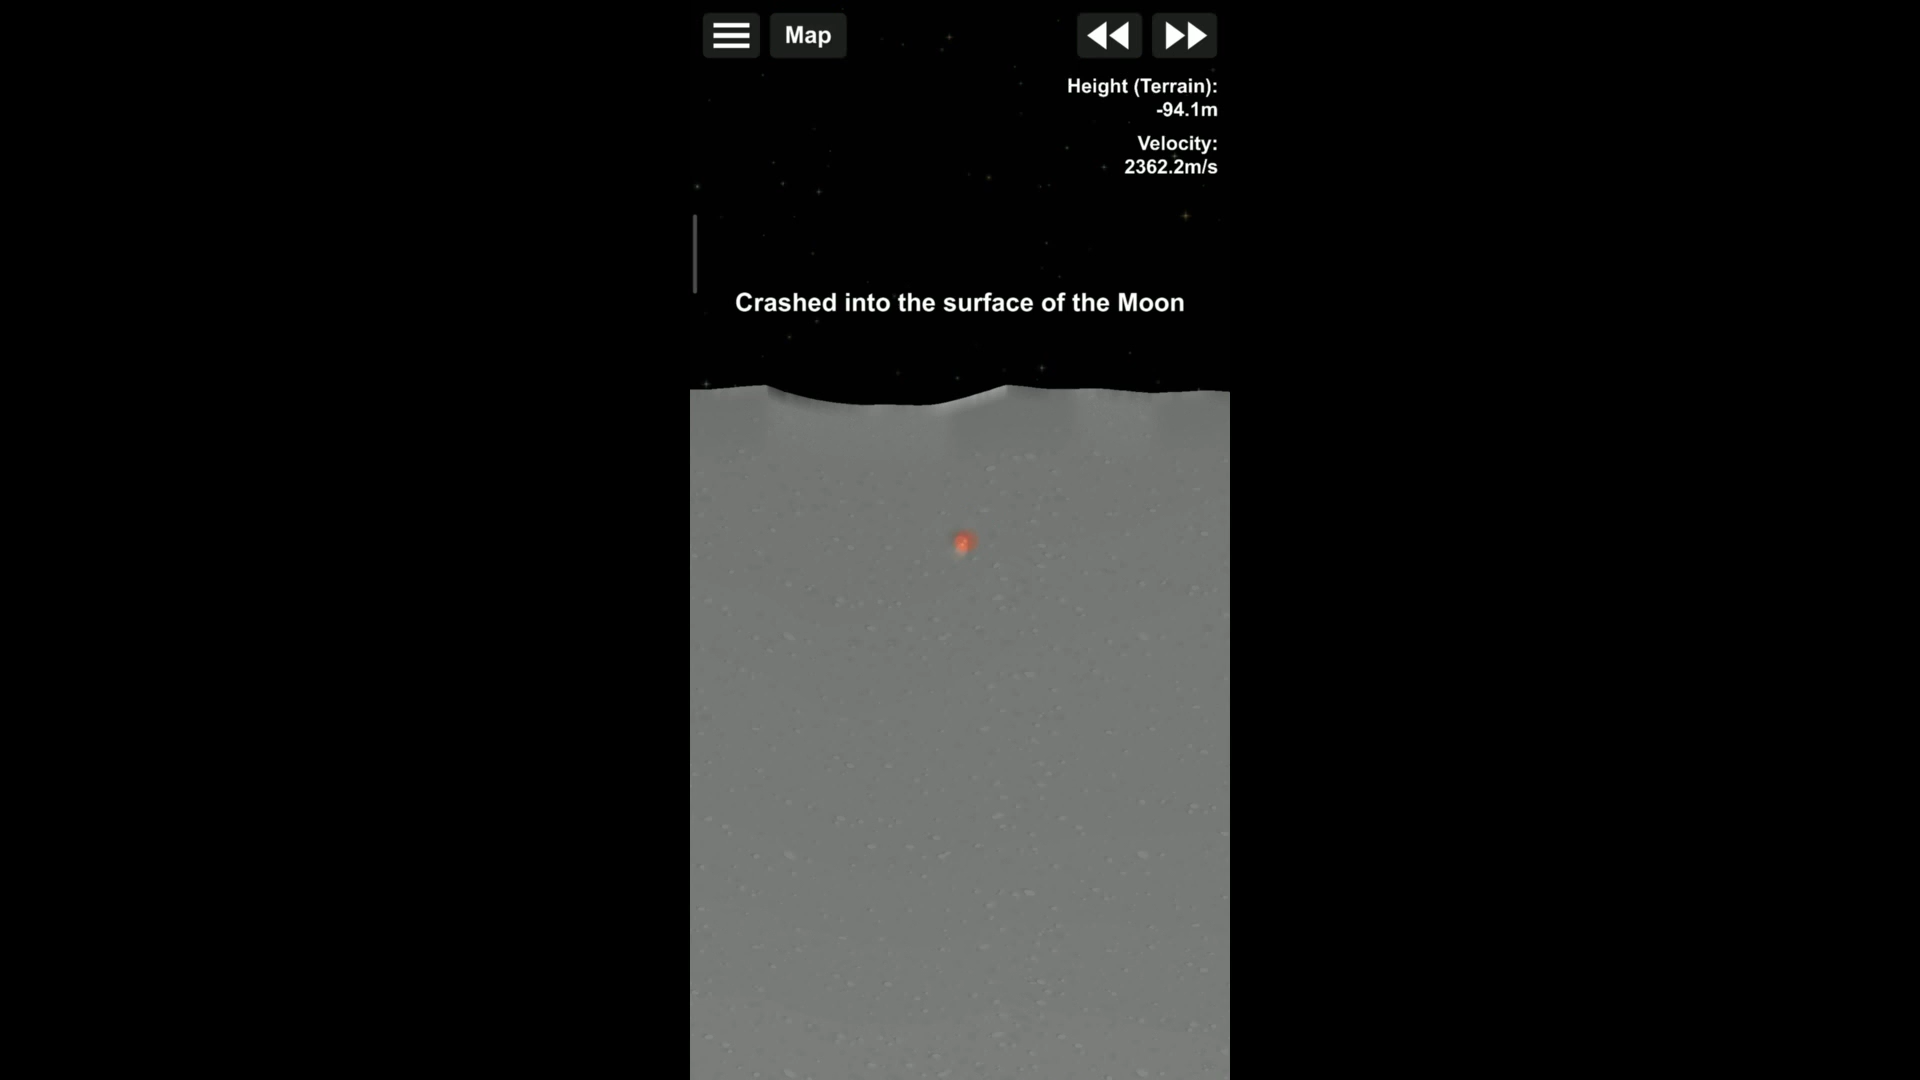 Map
Height (Terrain):
-94.1m
Velocity:
2362.2m/s
Crashed into the surface of the Moon